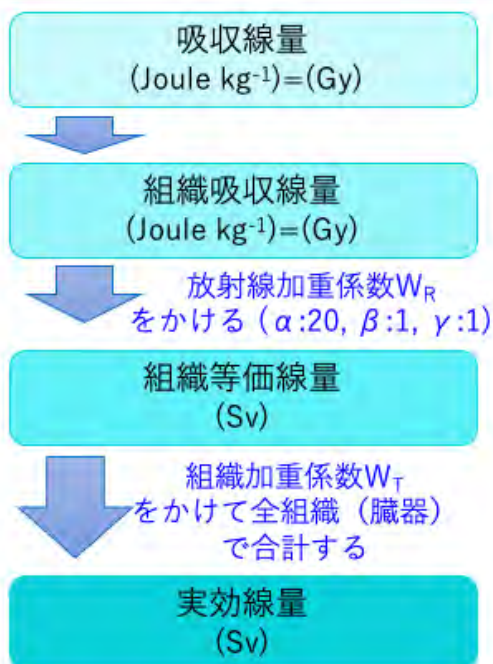 吸収線量
(Joule kg⁻¹)=(Gy)
組織吸収線量
(Joule kg⁻¹)=(Gy)
放射線加重係数W_R
をかける (α:20, β:1, γ:1)
組織等価線量
(Sv)
組織加重係数W_T
をかけて全組織（臓器）
で合計する
実効線量
(Sv)